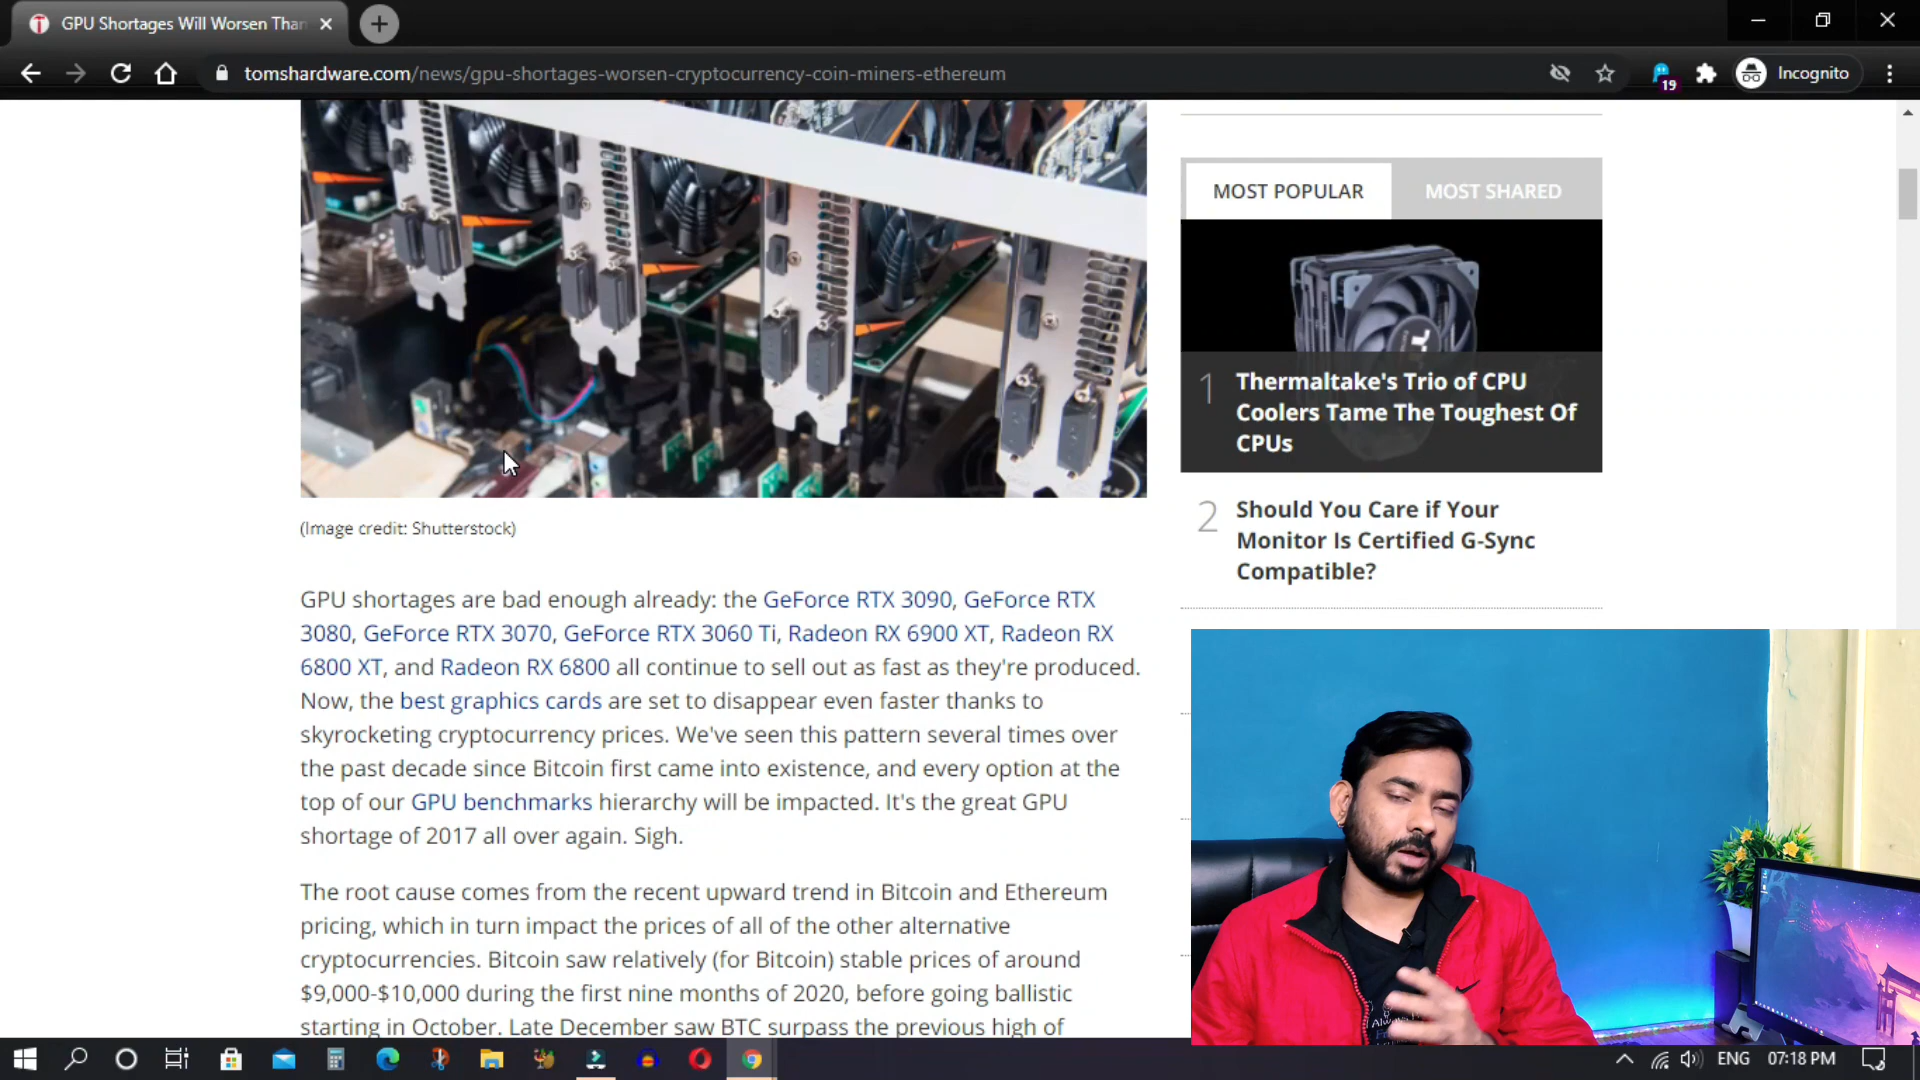 GPU Shortages Will Worsen Than
tomshardware.com/news/gpu-shortages-worsen-cryptocurrency-coin-miners-ethereum
19
Incognito
MOST POPULAR
MOST SHARED
1
Thermaltake's Trio of CPU
Coolers Tame The Toughest Of
CPUs
2
Should You Care if Your
Monitor Is Certified G-Sync
Compatible?
(Image credit: Shutterstock)
GPU shortages are bad enough already: the GeForce RTX 3090, GeForce RTX
3080, GeForce RTX 3070, GeForce RTX 3060 Ti, Radeon RX 6900 XT, Radeon RX
6800 XT, and Radeon RX 6800 all continue to sell out as fast as they're produced.
Now, the best graphics cards are set to disappear even faster thanks to
skyrocketing cryptocurrency prices. We've seen this pattern several times over
the past decade since Bitcoin first came into existence, and every option at the
top of our GPU benchmarks hierarchy will be impacted. It's the great GPU
shortage of 2017 all over again. Sigh.
The root cause comes from the recent upward trend in Bitcoin and Ethereum
pricing, which in turn impact the prices of all of the other alternative
cryptocurrencies. Bitcoin saw relatively (for Bitcoin) stable prices of around
$9,000-$10,000 during the first nine months of 2020, before going ballistic
starting in October. Late December saw BTC surpass the previous high of
ENG
07:18 PM